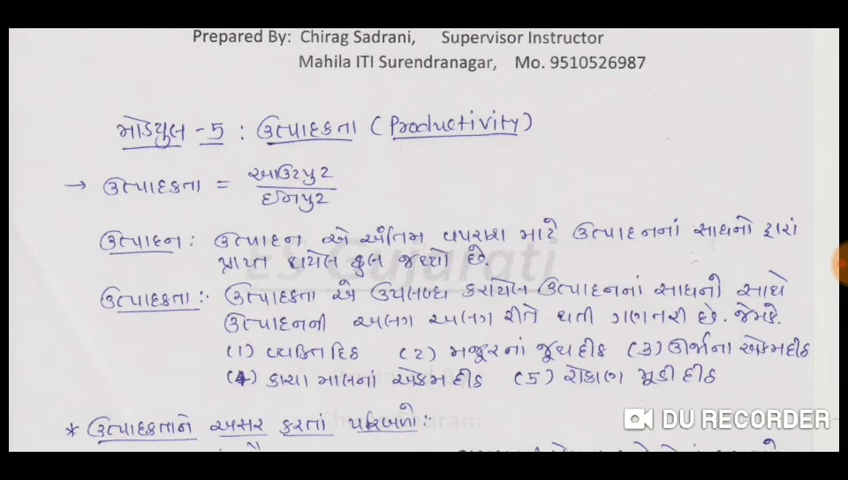 Prepared By: Chirag Sadrani, Supervisor Instructor
Mahila ITI Surendranagar, Mo. 9510526987
મોડ્યુલ - 5 : ઉત્પાદકતા (Productivity)
→ ઉત્પાદકતા = આઉટપુટ
ઈનપુટ
ઉત્પાદન : ઉત્પાદન એ અંતિમ વપરાશ માટે ઉત્પાદનનાં સાધનો દ્વારાં
પ્રાપ્ત થયેલ કુલ જથ્થો છે.
ES Gujarati
ઉત્પાદકતા : ઉત્પાદકતા એ ઉપલબ્ધ કરાયેલ ઉત્પાદનનાં સાધની સાથે
ઉત્પાદનની અલગ અલગ રીતે થતી ગણતરી છે. જેમકે.
(1) વ્યક્તિ દિઠ (2) મજુરનાં જૂથ દીઠ (3) ઊર્જાના એકમ દીઠ
(4) કાચા માલનાં એકમ દીઠ (5) રોકાણ મૂડી દીઠ
* ઉત્પાદકતાને અસર કરતાં પરિબળો :
DU RECORDER